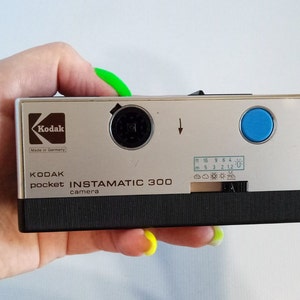 Kodak
Made in Germany
KODAK
pocket INSTAMATIC 300
camera